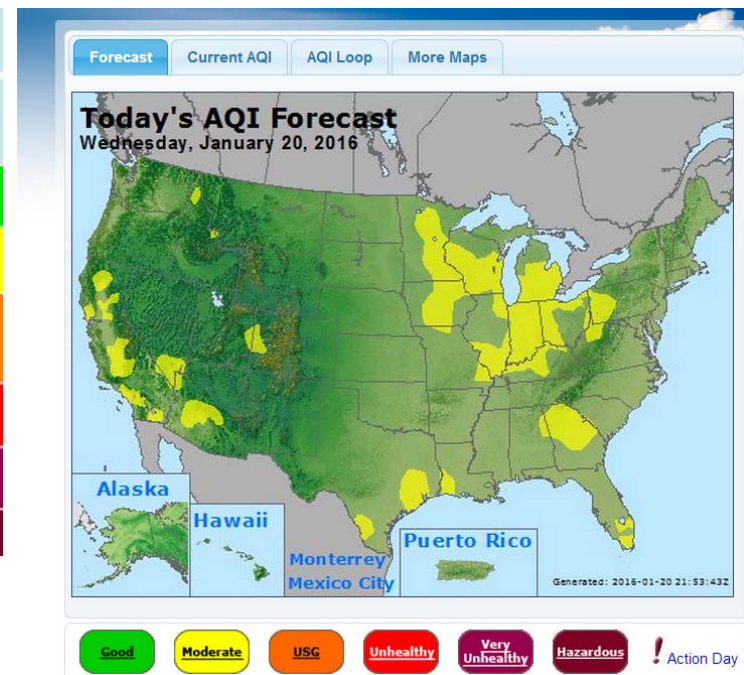 Forecast
Current AQI
AQI Loop
More Maps
Today's AQI Forecast
Wednesday, January 20, 2016
Alaska
Hawaii
Monterrey
Mexico City
Puerto Rico
Generated: 2016-01-20 21:53:43Z
Good
Moderate
USG
Unhealthy
Very
Unhealthy
Hazardous
Action Day